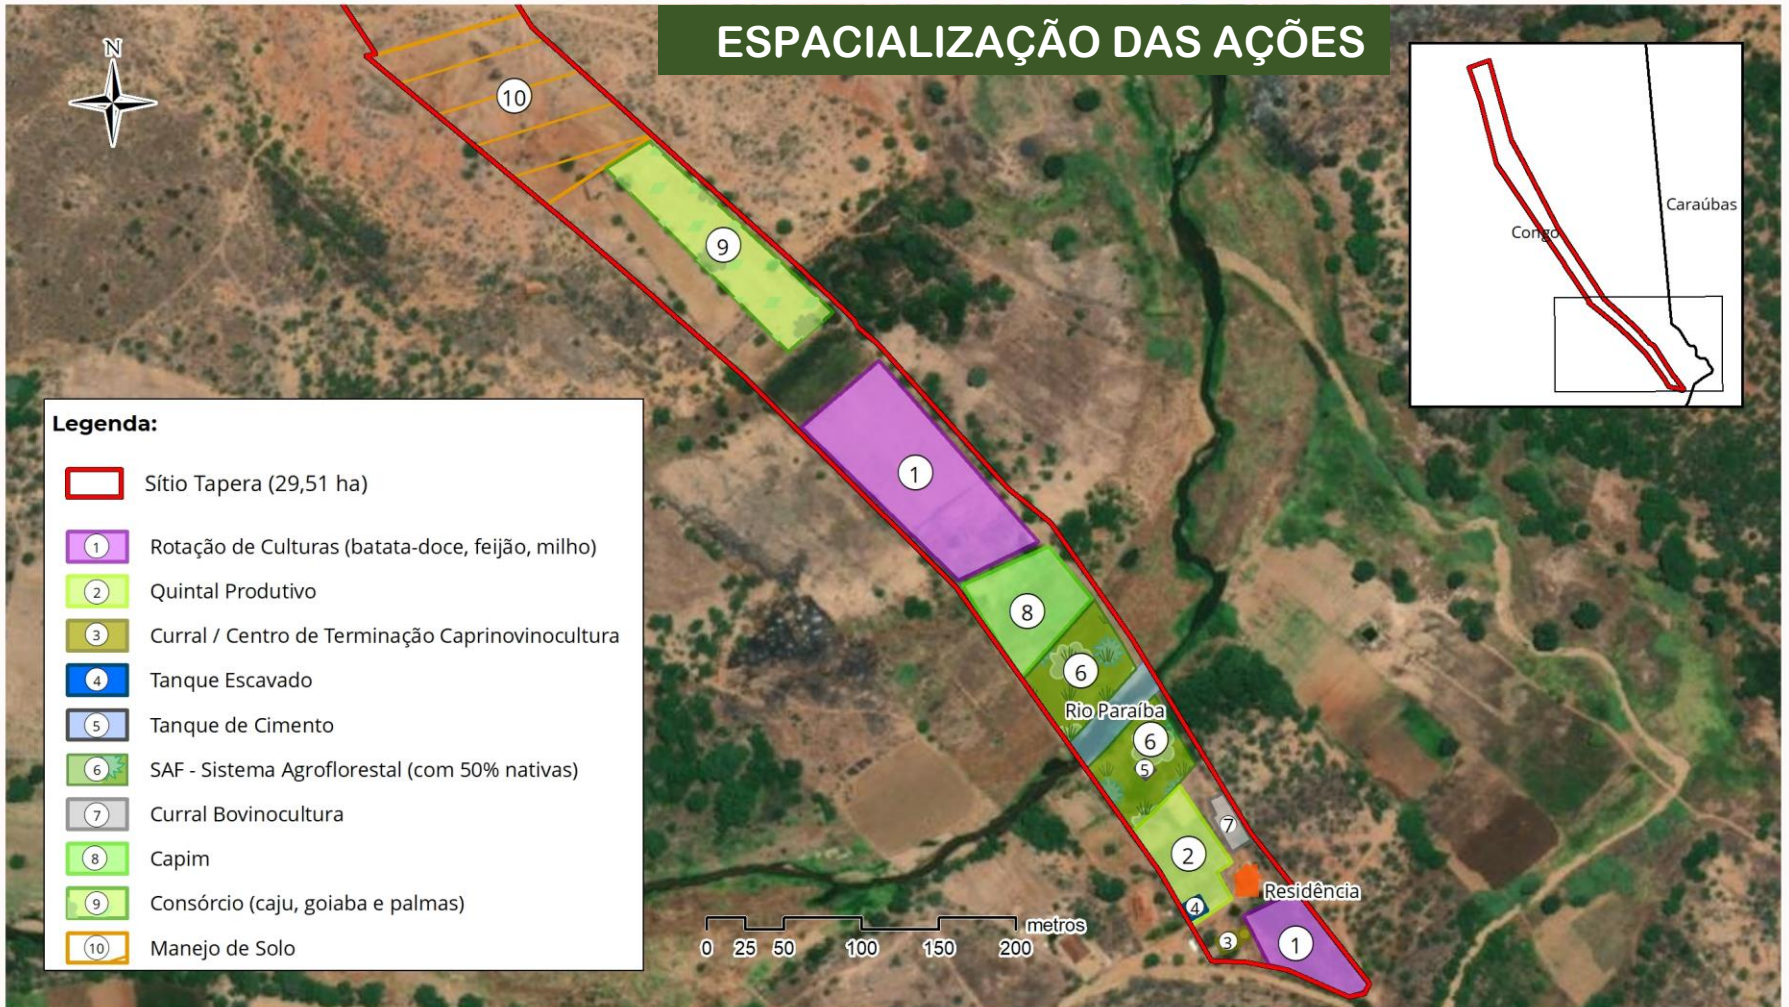 ESPACIALIZAÇÃO DAS AÇÕES
N
10
9
1
8
6
Rio Paraíba
6
5
7
2
Residência
4
3
1
Caraúbas
Congo
Legenda:
Sítio Tapera (29,51 ha)
1 Rotação de Culturas (batata-doce, feijão, milho)
2 Quintal Produtivo
3 Curral / Centro de Terminação Caprinovinocultura
4 Tanque Escavado
5 Tanque de Cimento
6 SAF - Sistema Agroflorestal (com 50% nativas)
7 Curral Bovinocultura
8 Capim
9 Consórcio (caju, goiaba e palmas)
10 Manejo de Solo
metros
0 25 50 100 150 200